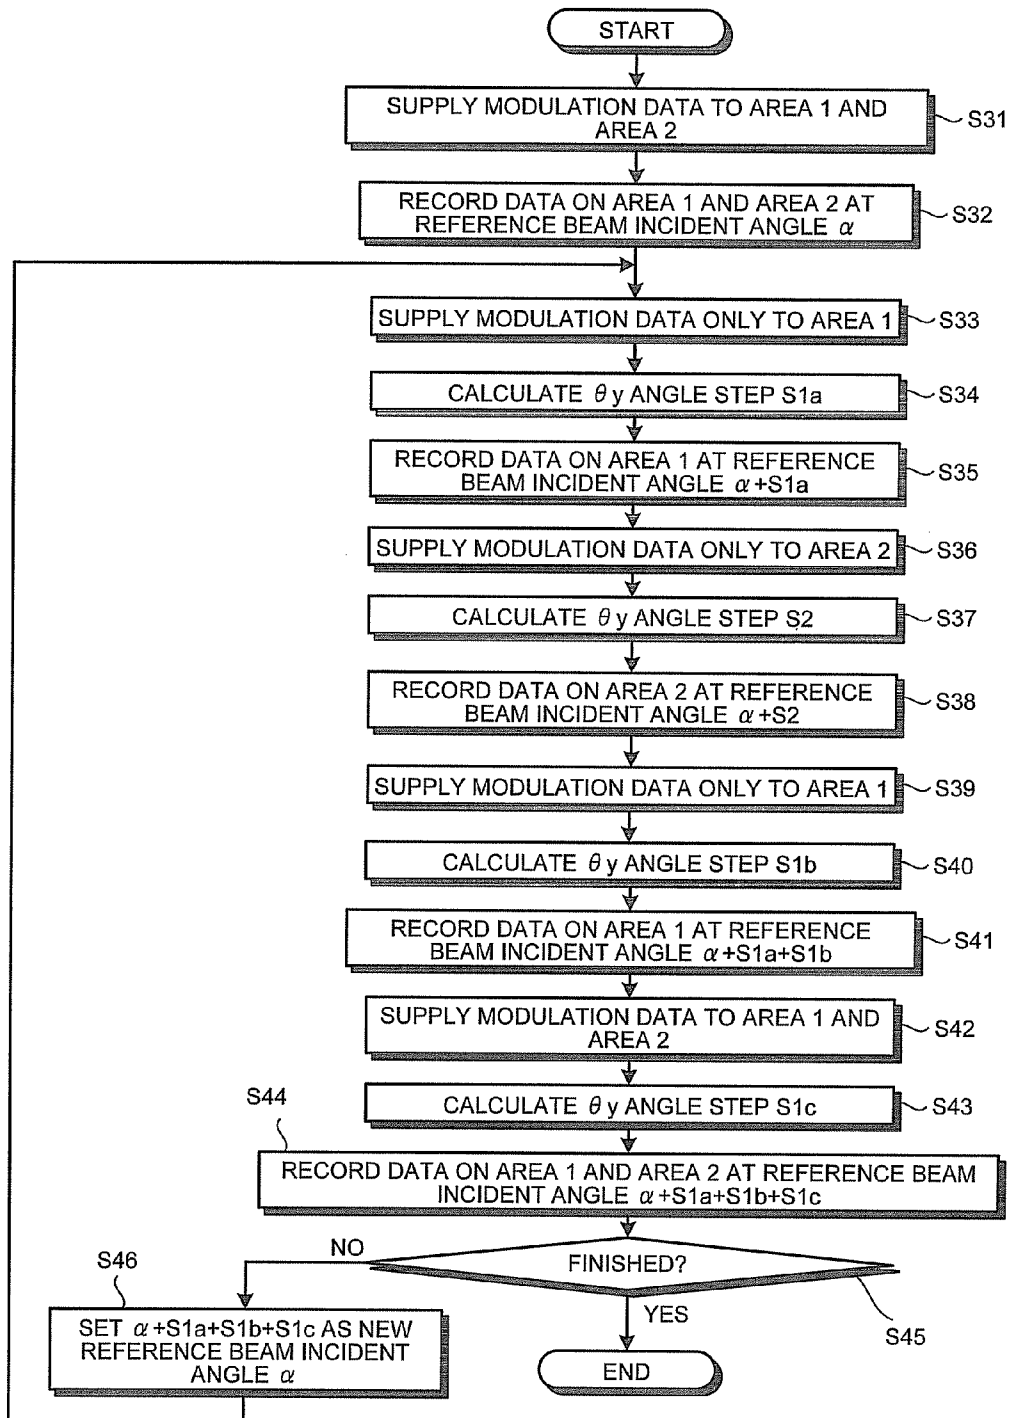 START
SUPPLY MODULATION DATA TO AREA 1 AND
AREA 2
S31
RECORD DATA ON AREA 1 AND AREA 2 AT
REFERENCE BEAM INCIDENT ANGLE α
S32
SUPPLY MODULATION DATA ONLY TO AREA 1
S33
CALCULATE θy ANGLE STEP S1a
S34
RECORD DATA ON AREA 1 AT REFERENCE
BEAM INCIDENT ANGLE α+S1a
S35
SUPPLY MODULATION DATA ONLY TO AREA 2
S36
CALCULATE θy ANGLE STEP S2
S37
RECORD DATA ON AREA 2 AT REFERENCE
BEAM INCIDENT ANGLE α+S2
S38
SUPPLY MODULATION DATA ONLY TO AREA 1
S39
CALCULATE θy ANGLE STEP S1b
S40
RECORD DATA ON AREA 1 AT REFERENCE
BEAM INCIDENT ANGLE α+S1a+S1b
S41
SUPPLY MODULATION DATA TO AREA 1 AND
AREA 2
S42
CALCULATE θy ANGLE STEP S1c
S43
S44
RECORD DATA ON AREA 1 AND AREA 2 AT REFERENCE BEAM
INCIDENT ANGLE α+S1a+S1b+S1c
FINISHED?
S45
NO
YES
S46
SET α+S1a+S1b+S1c AS NEW
REFERENCE BEAM INCIDENT
ANGLE α
END